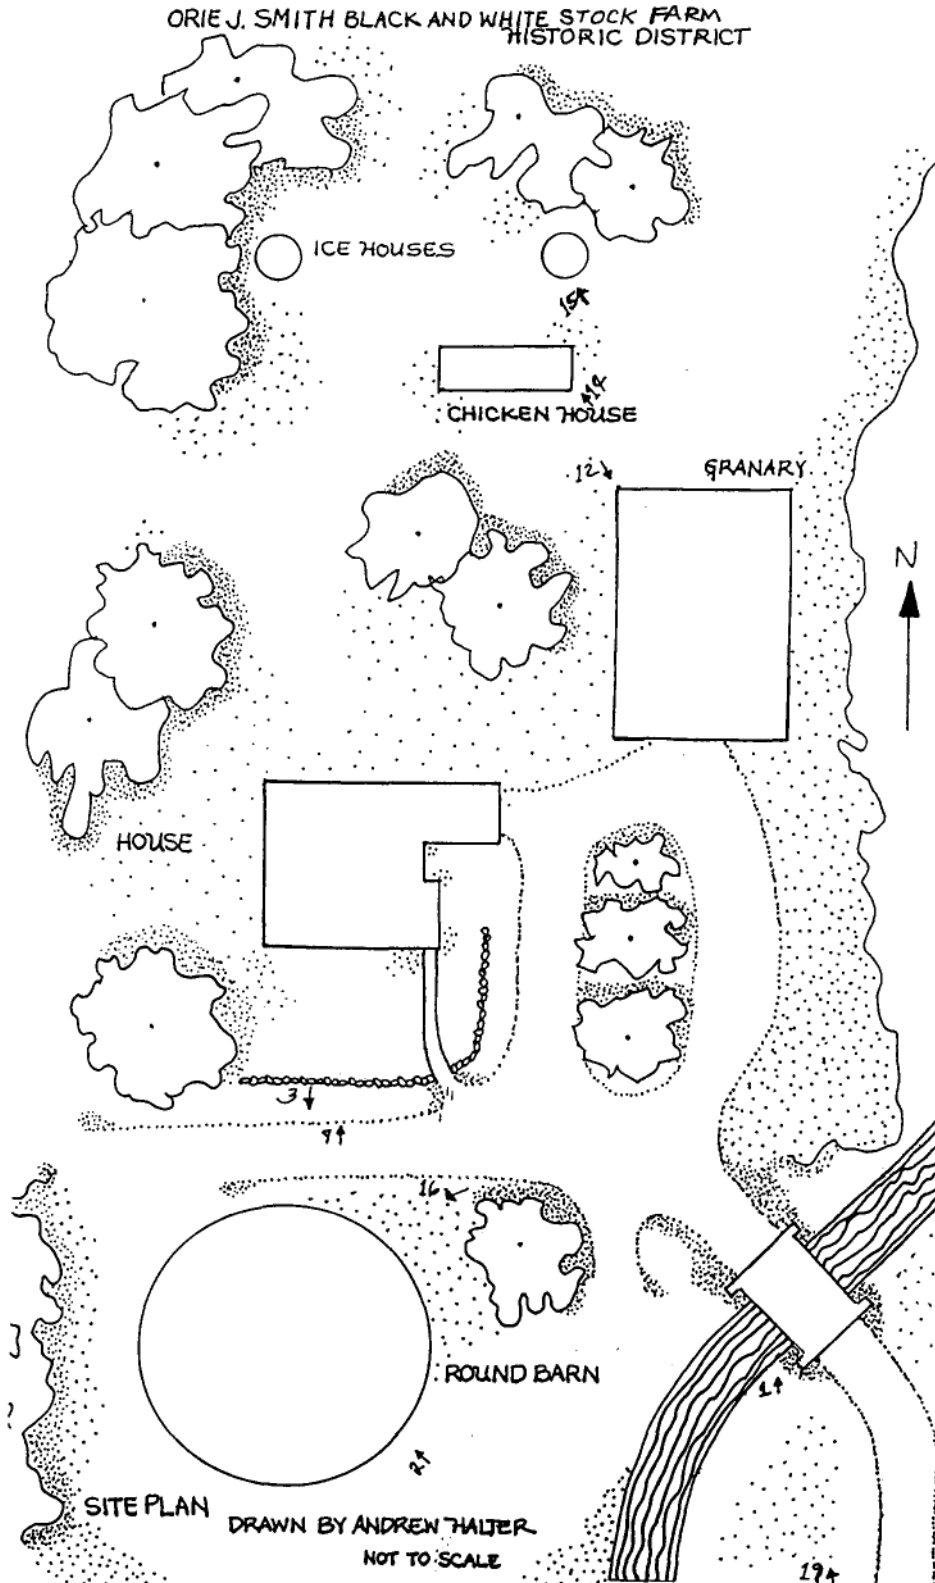 ORIE J. SMITH BLACK AND WHITE STOCK FARM
HISTORIC DISTRICT
ICE HOUSES
15
14
CHICKEN HOUSE
12
GRANARY
N
HOUSE
3
16
ROUND BARN
1
2
SITE PLAN
DRAWN BY ANDREW HALTER
NOT TO SCALE
19